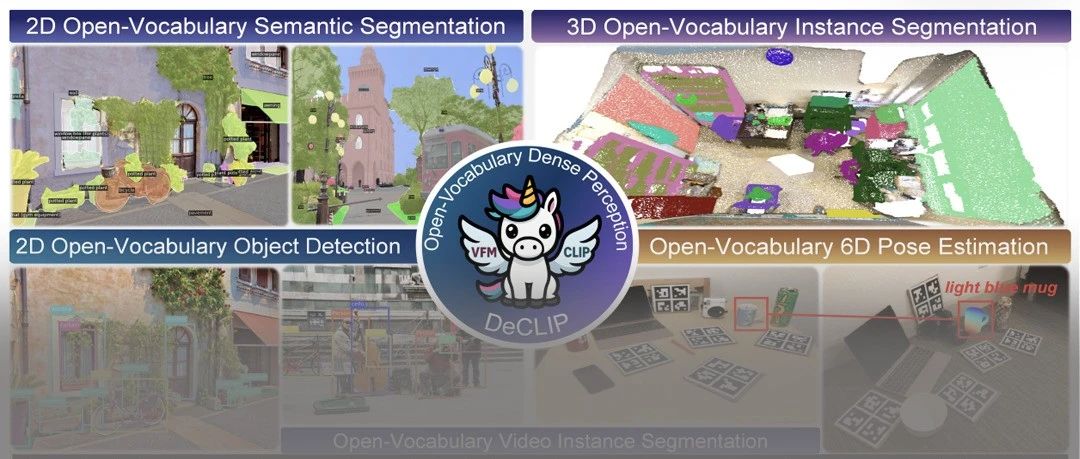 2D Open-Vocabulary Semantic Segmentation
3D Open-Vocabulary Instance Segmentation
potted plant
potted plant
potted plant
pavement
awning
Open-Vocabulary Dense Perception
VFM CLIP
DeCLIP
2D Open-Vocabulary Object Detection
Open-Vocabulary 6D Pose Estimation
light blue mug
Open-Vocabulary Video Instance Segmentation